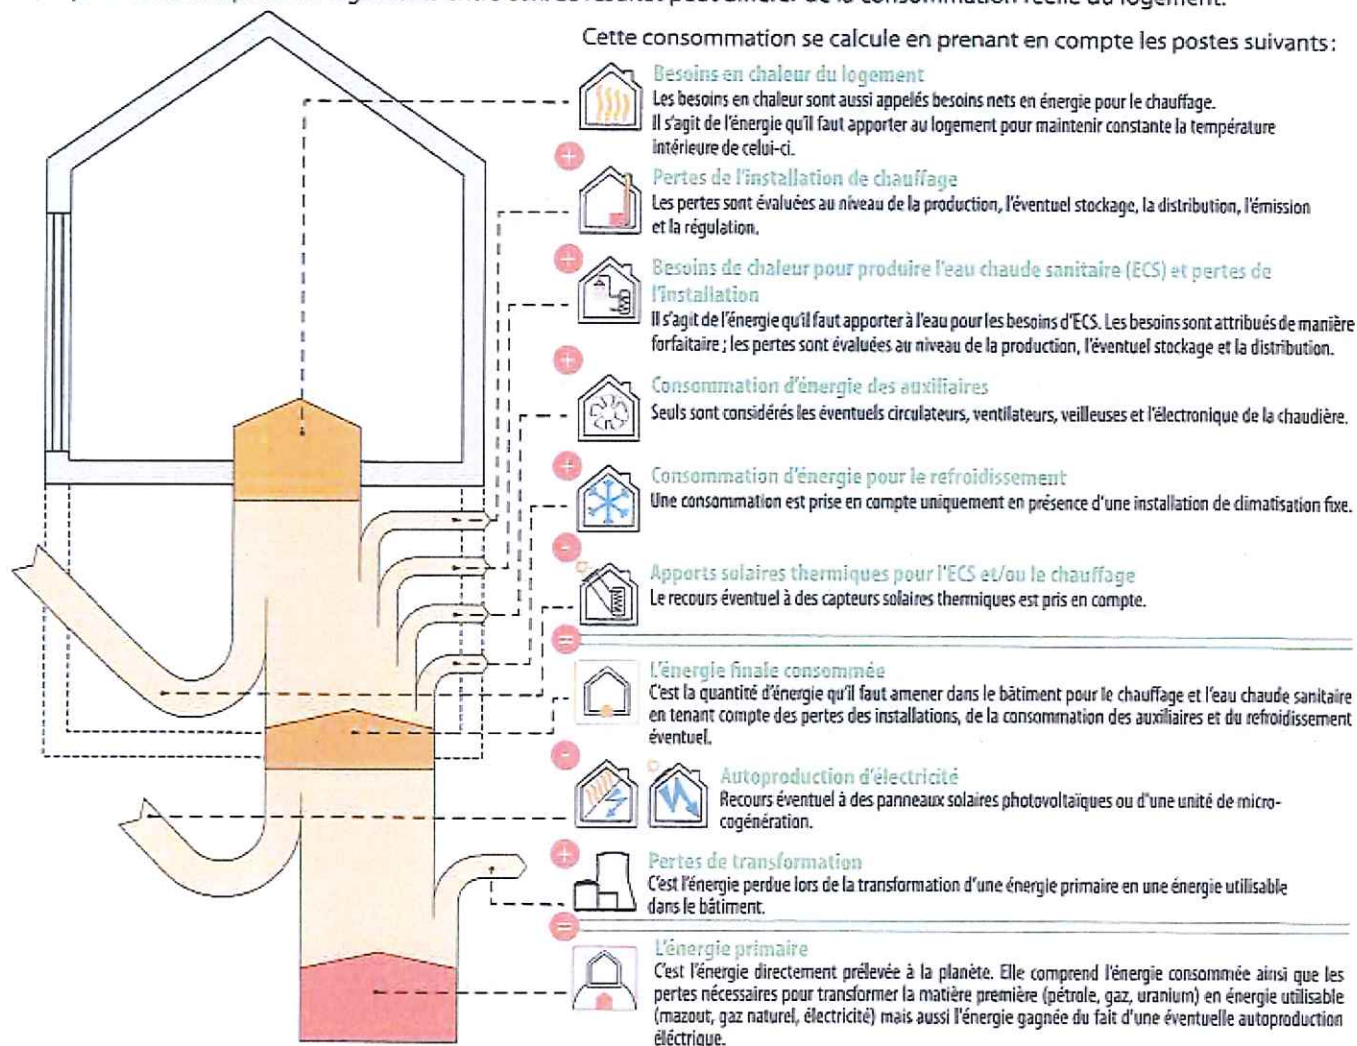 Cette consommation se calcule en prenant en compte les postes suivants :
Besoins en chaleur du logement
Les besoins en chaleur sont aussi appelés besoins nets en énergie pour le chauffage.
Il s'agit de l'énergie qu'il faut apporter au logement pour maintenir constante la température
intérieure de celui-ci.
+
Pertes de l'installation de chauffage
Les pertes sont évaluées au niveau de la production, l'éventuel stockage, la distribution, l'émission
et la régulation.
+
Besoins de chaleur pour produire l'eau chaude sanitaire (ECS) et pertes de
l'installation
Il s'agit de l'énergie qu'il faut apporter à l'eau pour les besoins d'ECS. Les besoins sont attribués de manière
forfaitaire ; les pertes sont évaluées au niveau de la production, l'éventuel stockage et la distribution.
+
Consommation d'énergie des auxiliaires
Seuls sont considérés les éventuels circulateurs, ventilateurs, veilleuses et l'électronique de la chaudière.
+
Consommation d'énergie pour le refroidissement
Une consommation est prise en compte uniquement en présence d'une installation de climatisation fixe.
-
Apports solaires thermiques pour l'ECS et/ou le chauffage
Le recours éventuel à des capteurs solaires thermiques est pris en compte.
=
L'énergie finale consommée
C'est la quantité d'énergie qu'il faut amener dans le bâtiment pour le chauffage et l'eau chaude sanitaire
en tenant compte des pertes des installations, de la consommation des auxiliaires et du refroidissement
éventuel.
-
Autoproduction d'électricité
Recours éventuel à des panneaux solaires photovoltaïques ou d'une unité de micro-
cogénération.
+
Pertes de transformation
C'est l'énergie perdue lors de la transformation d'une énergie primaire en une énergie utilisable
dans le bâtiment.
=
L'énergie primaire
C'est l'énergie directement prélevée à la planète. Elle comprend l'énergie consommée ainsi que les
pertes nécessaires pour transformer la matière première (pétrole, gaz, uranium) en énergie utilisable
(mazout, gaz naturel, électricité) mais aussi l'énergie gagnée du fait d'une éventuelle autoproduction
éléctrique.